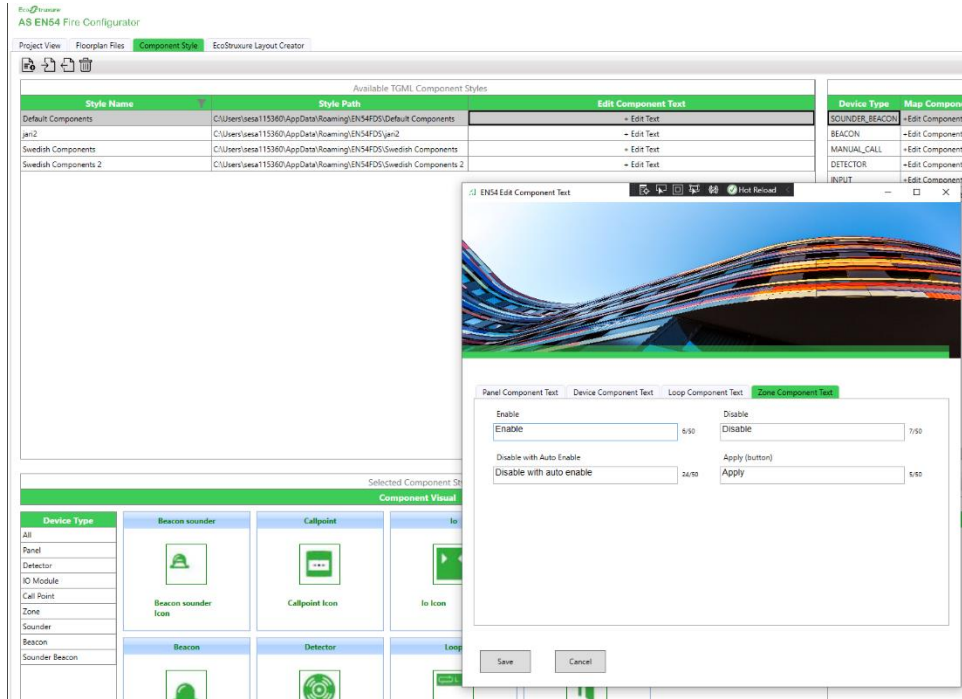 EcoStruxure
AS EN54 Fire Configurator
Project View Floorplan Files Component Style EcoStruxure Layout Creator
Available TGML Component Styles
Style Name Style Path Edit Component Text
Default Components C:\Users\sesa115360\AppData\Roaming\EN54FDS\Default Components + Edit Text
jari2 C:\Users\sesa115360\AppData\Roaming\EN54FDS\jari2 + Edit Text
Swedish Components C:\Users\sesa115360\AppData\Roaming\EN54FDS\Swedish Components + Edit Text
Swedish Components 2 C:\Users\sesa115360\AppData\Roaming\EN54FDS\Swedish Components 2 + Edit Text
Device Type Map Compon
SOUNDER_BEACON +Edit Component
BEACON +Edit Component
MANUAL_CALL +Edit Component
DETECTOR +Edit Component
INPUT +Edit Component
EN54 Edit Component Text
Hot Reload
Panel Component Text Device Component Text Loop Component Text Zone Component Text
Enable Disable
Enable 6/50 Disable 7/50
Disable with Auto Enable Apply (button)
Disable with auto enable 24/50 Apply 5/50
Save Cancel
Selected Component St
Component Visual
Device Type
All
Panel
Detector
IO Module
Call Point
Zone
Sounder
Beacon
Sounder Beacon
Beacon sounder Callpoint Io
Beacon sounder Icon Callpoint Icon Io Icon
Beacon Detector Loop